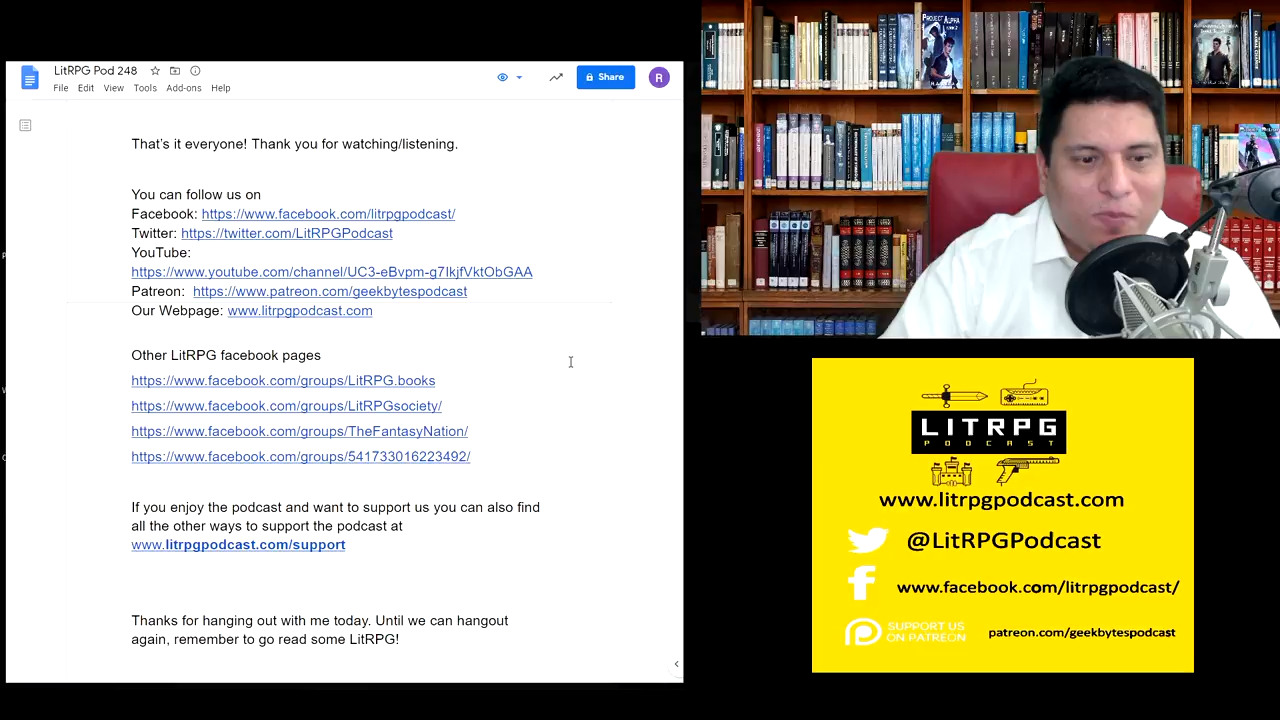 LitRPG Pod 248
File Edit View Tools Add-ons Help
Share
R
That's it everyone! Thank you for watching/listening.
You can follow us on
Facebook: https://www.facebook.com/litrpgpodcast/
Twitter: https://twitter.com/LitRPGPodcast
YouTube:
https://www.youtube.com/channel/UC3-eBvpm-g7IkjfVktObGAA
Patreon: https://www.patreon.com/geekbytespodcast
Our Webpage: www.litrpgpodcast.com
Other LitRPG facebook pages
https://www.facebook.com/groups/LitRPG.books
https://www.facebook.com/groups/LitRPGsociety/
https://www.facebook.com/groups/TheFantasyNation/
https://www.facebook.com/groups/541733016223492/
If you enjoy the podcast and want to support us you can also find
all the other ways to support the podcast at
www.litrpgpodcast.com/support
Thanks for hanging out with me today. Until we can hangout
again, remember to go read some LitRPG!
PROJECT ALPHA
LITRPG
PODCAST
www.litrpgpodcast.com
@LitRPGPodcast
www.facebook.com/litrpgpodcast/
SUPPORT US
ON PATREON
patreon.com/geekbytespodcast